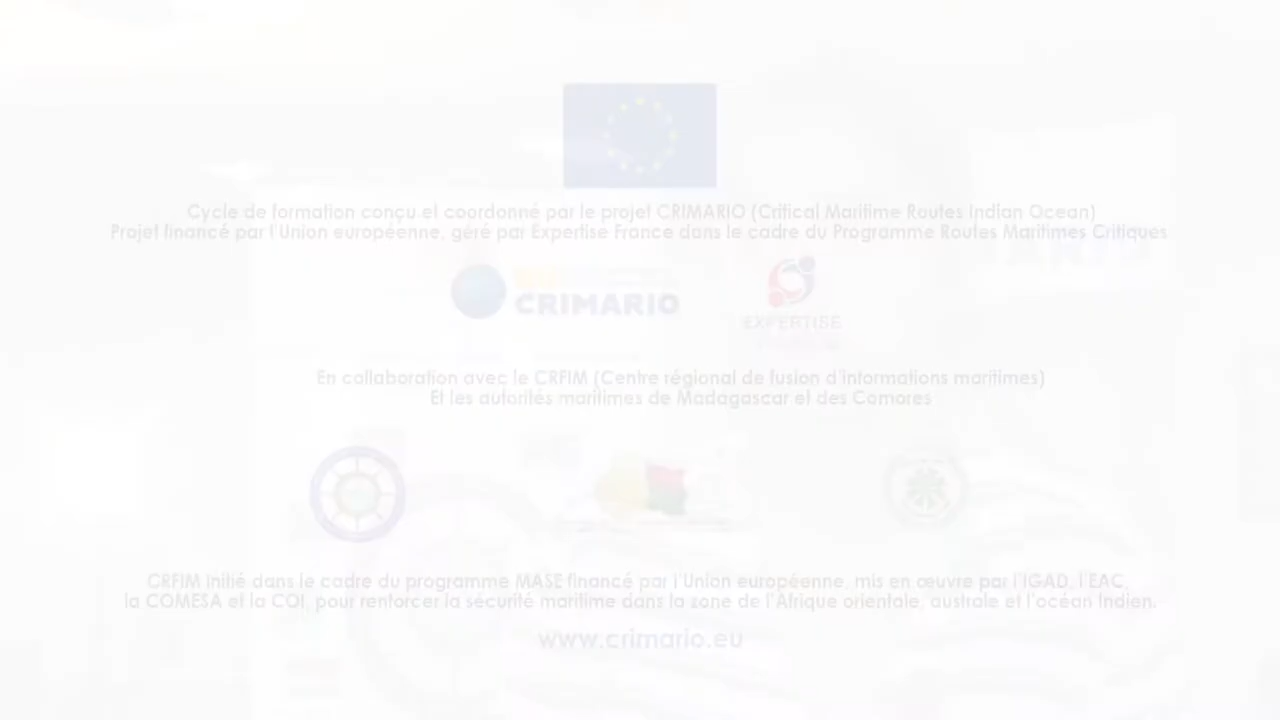 Cycle de formation conçu et coordonné par le projet CRIMARIO (Critical Maritime Routes Indian Ocean)
Projet financé par l'Union européenne, géré par Expertise France dans le cadre du Programme Routes Maritimes Critiques
CRIMARIO
EXPERTISE
En collaboration avec le CRFIM (Centre régional de fusion d'informations maritimes)
Et les autorités maritimes de Madagascar et des Comores
CRFIM initié dans le cadre du programme MASE financé par l'Union européenne, mis en œuvre par l'IGAD, l'EAC,
la COMESA et la COI, pour renforcer la sécurité maritime dans la zone de l'Afrique orientale, australe et l'océan Indien.
www.crimario.eu